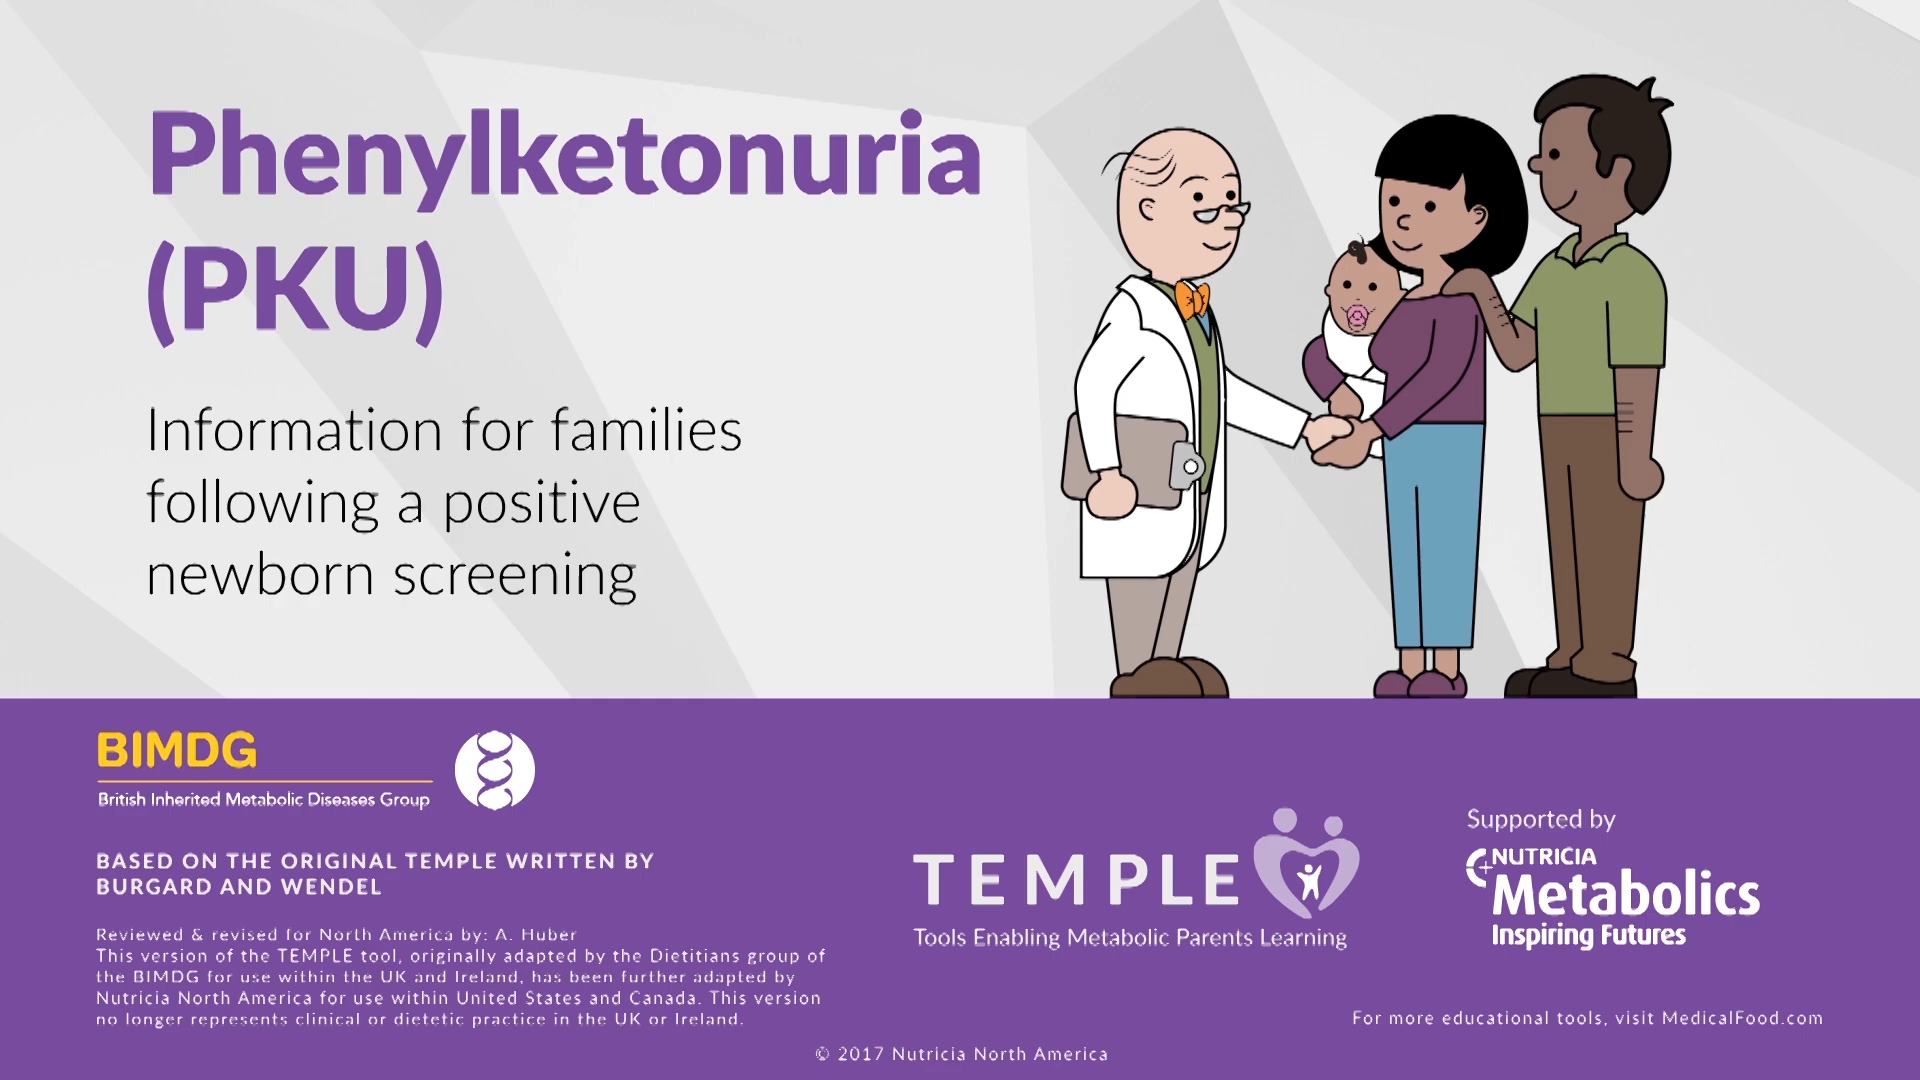 Phenylketonuria
(PKU)
Information for families
following a positive
newborn screening
BIMDG
British Inherited Metabolic Diseases Group
BASED ON THE ORIGINAL TEMPLE WRITTEN BY
BURGARD AND WENDEL
Reviewed & revised for North America by: A. Huber
This version of the TEMPLE tool, originally adapted by the Dietitians group of
the BIMDG for use within the UK and Ireland, has been further adapted by
Nutricia North America for use within United States and Canada. This version
no longer represents clinical or dietetic practice in the UK or Ireland.
TEMPLE
Tools Enabling Metabolic Parents Learning
Supported by
NUTRICIA
Metabolics
Inspiring Futures
For more educational tools, visit MedicalFood.com
© 2017 Nutricia North America